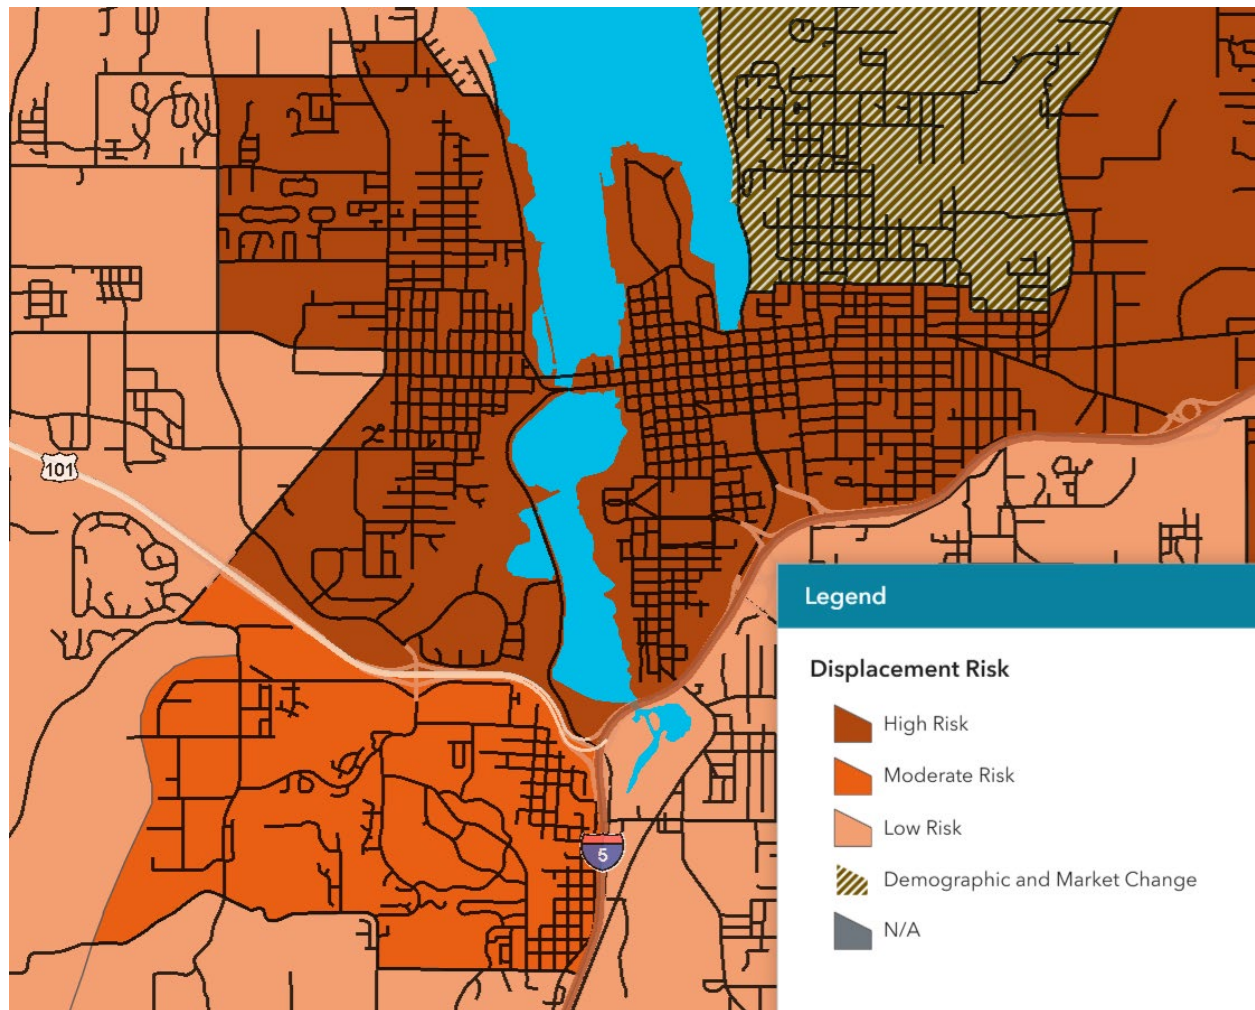 101
5
Legend
Displacement Risk
High Risk
Moderate Risk
Low Risk
Demographic and Market Change
N/A